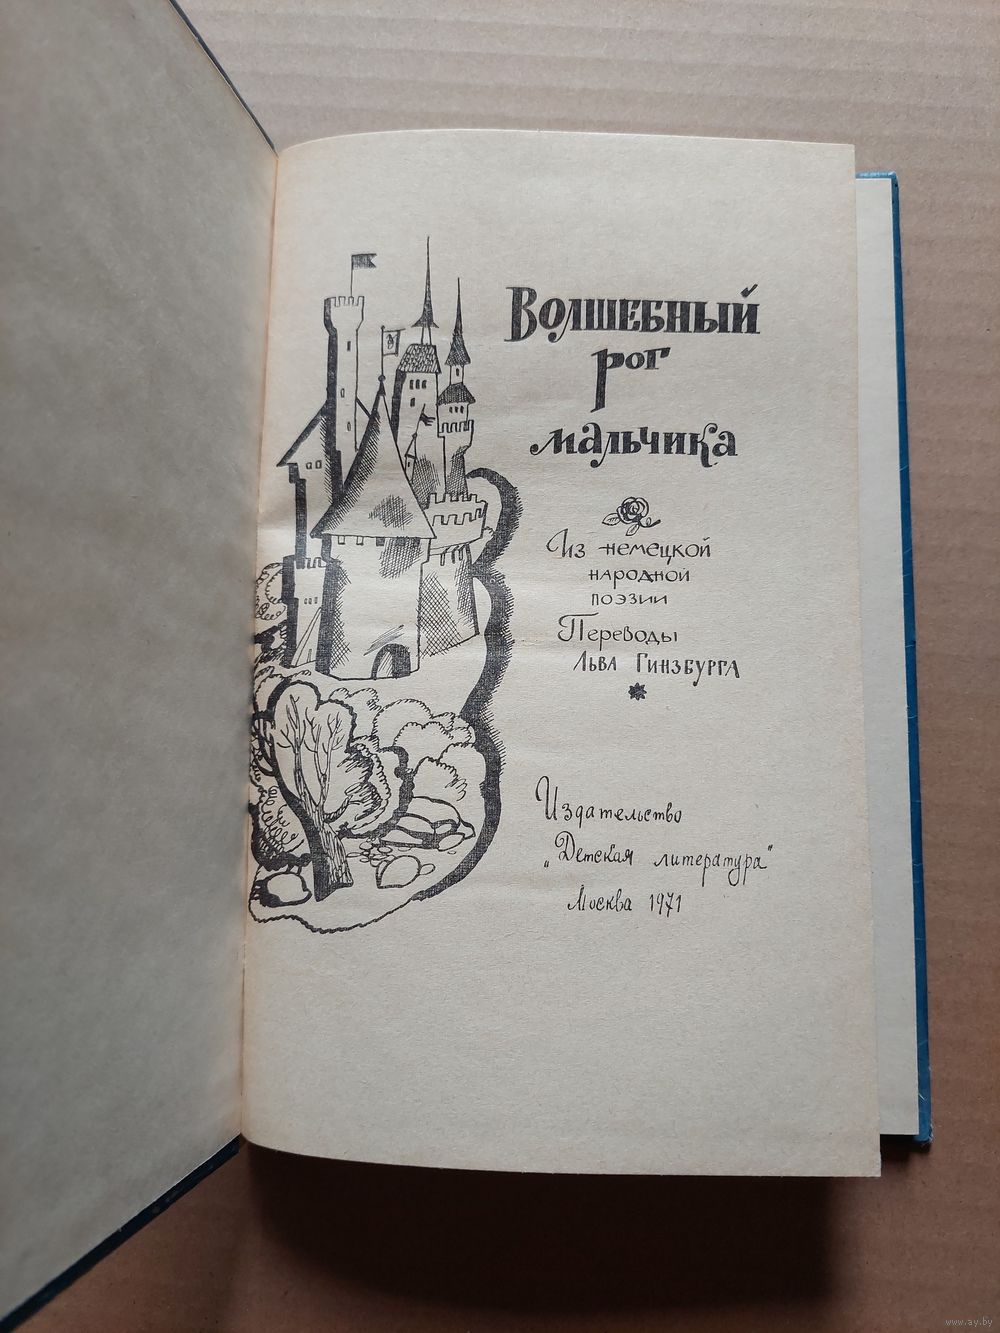 Волшебный
рог
мальчика
Из немецкой
народной
поэзии
Переводы
Льва Гинзбурга
Издательство
„Детская литература"
Москва 1971
www.ay.by